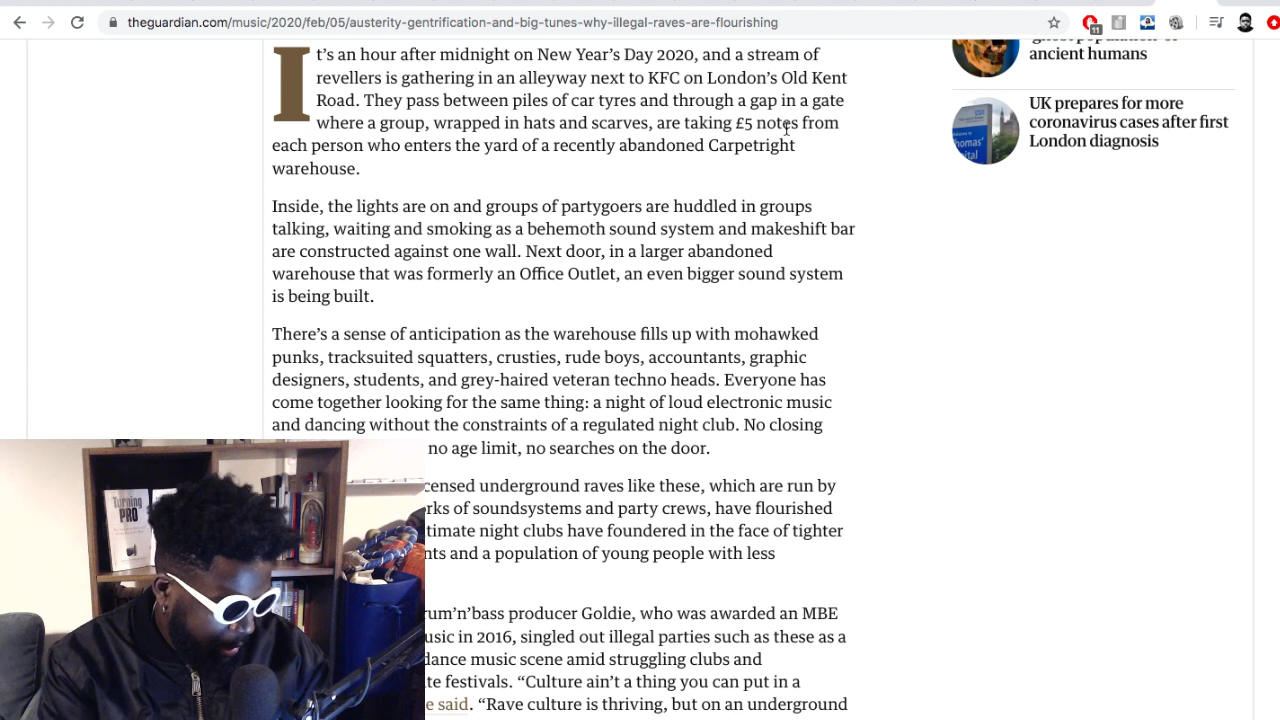 theguardian.com/music/2020/feb/05/austerity-gentrification-and-big-tunes-why-illegal-raves-are-flourishing
11
It's an hour after midnight on New Year's Day 2020, and a stream of
revellers is gathering in an alleyway next to KFC on London's Old Kent
Road. They pass between piles of car tyres and through a gap in a gate
where a group, wrapped in hats and scarves, are taking £5 notes from
each person who enters the yard of a recently abandoned Carpetright
warehouse.
Inside, the lights are on and groups of partygoers are huddled in groups
talking, waiting and smoking as a behemoth sound system and makeshift bar
are constructed against one wall. Next door, in a larger abandoned
warehouse that was formerly an Office Outlet, an even bigger sound system
is being built.
There's a sense of anticipation as the warehouse fills up with mohawked
punks, tracksuited squatters, crusties, rude boys, accountants, graphic
designers, students, and grey-haired veteran techno heads. Everyone has
come together looking for the same thing: a night of loud electronic music
and dancing without the constraints of a regulated night club. No closing
no age limit, no searches on the door.
censed underground raves like these, which are run by
rks of soundsystems and party crews, have flourished
timate night clubs have foundered in the face of tighter
nts and a population of young people with less
rum'n'bass producer Goldie, who was awarded an MBE
usic in 2016, singled out illegal parties such as these as a
dance music scene amid struggling clubs and
te festivals. “Culture ain't a thing you can put in a
e said. “Rave culture is thriving, but on an underground
ancient humans
UK prepares for more
coronavirus cases after first
London diagnosis
Turning
PRO